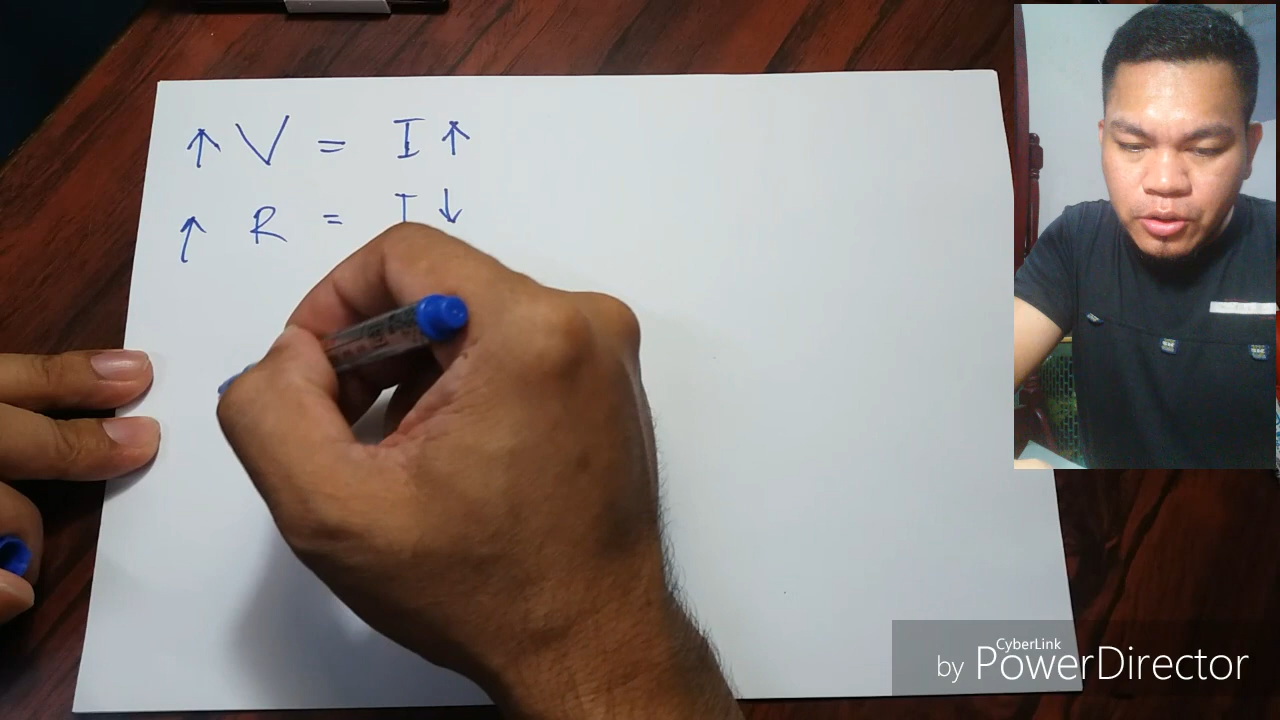 ↑ V = I ↑
↑ R = I ↓
CyberLink
by PowerDirector